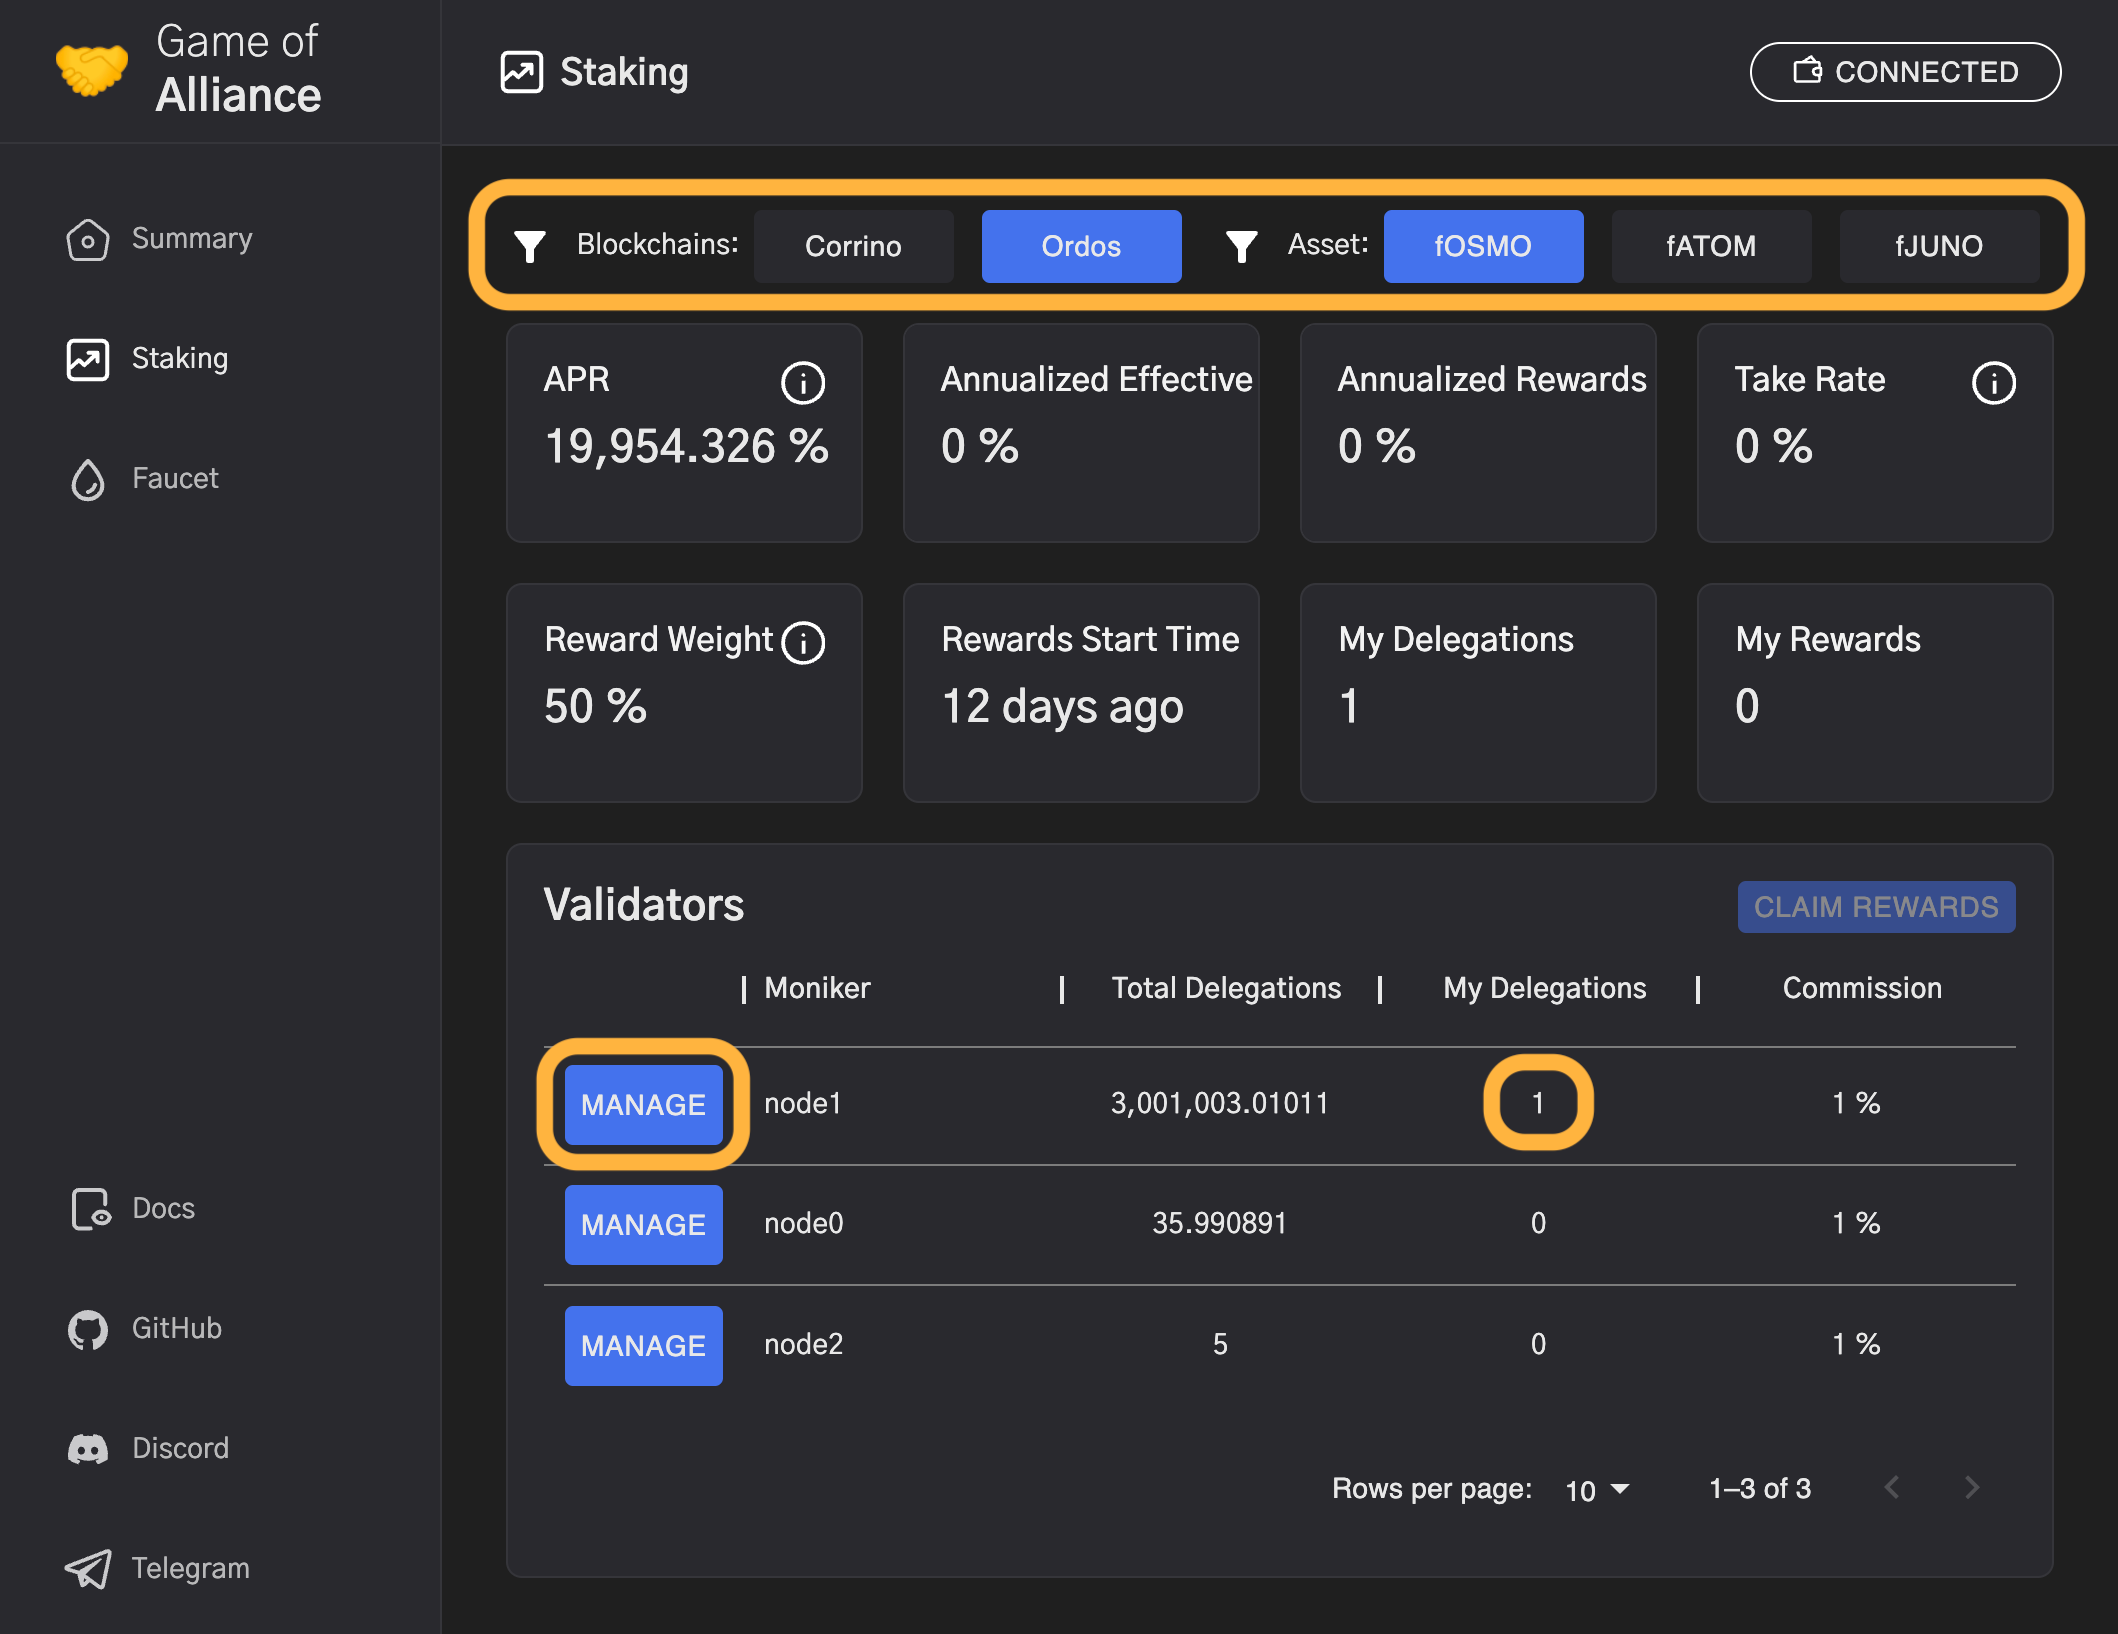 Game of
Alliance
Staking
CONNECTED
Summary
Staking
Faucet
Docs
GitHub
Discord
Telegram
Blockchains: Corrino Ordos Asset: fOSMO fATOM fJUNO
APR
19,954.326 %
Annualized Effective
0 %
Annualized Rewards
0 %
Take Rate
0 %
Reward Weight
50 %
Rewards Start Time
12 days ago
My Delegations
1
My Rewards
0
Validators
CLAIM REWARDS
Moniker Total Delegations My Delegations Commission
MANAGE node1 3,001,003.01011 1 1 %
MANAGE node0 35.990891 0 1 %
MANAGE node2 5 0 1 %
Rows per page: 10 1–3 of 3